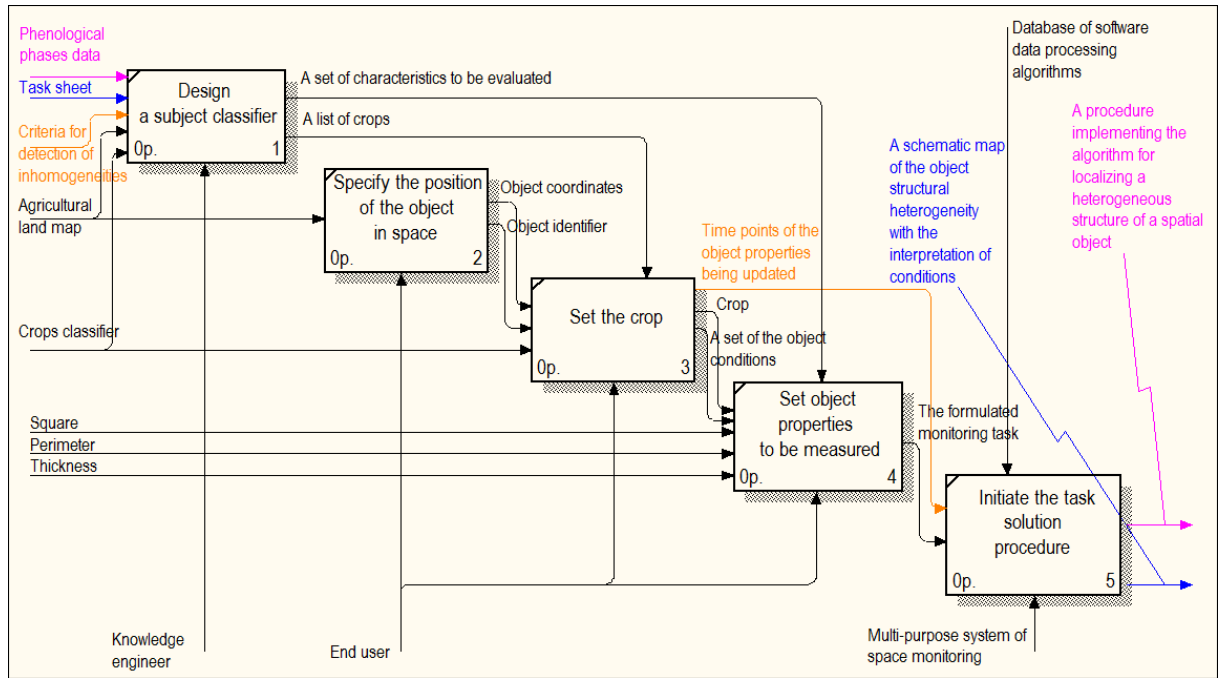 Phenological
phases data
Task sheet
Criteria for
detection of
inhomogeneities
Agricultural
land map
Crops classifier
Square
Perimeter
Thickness
Design
a subject classifier
0p. 1
A set of characteristics to be evaluated
A list of crops
Specify the position
of the object
in space
0p. 2
Object coordinates
Object identifier
Set the crop
0p. 3
Time points of the
object properties
being updated
Crop
A set of the object
conditions
Set object
properties
to be measured
0p. 4
The formulated
monitoring task
Initiate the task
solution
procedure
0p. 5
Database of software
data processing
algorithms
A schematic map
of the object
structural
heterogeneity
with the
interpretation of
conditions
A procedure
implementing the
algorithm for
localizing a
heterogeneous
structure of a spatial
object
Knowledge
engineer
End user
Multi-purpose system of
space monitoring